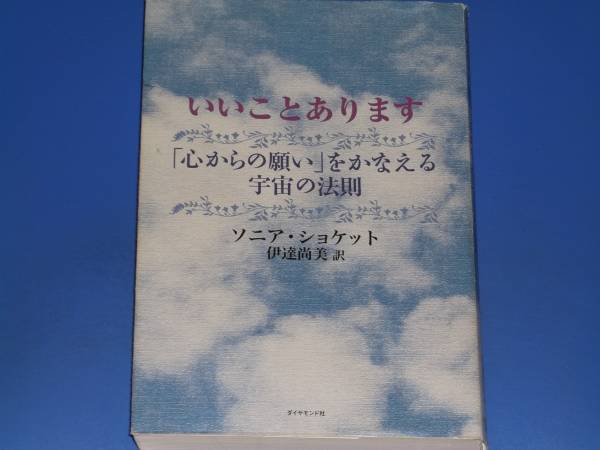 いいことあります
「心からの願い」をかなえる
宇宙の法則
ソニア・ショケット
伊達尚美 訳
ダイヤモンド社